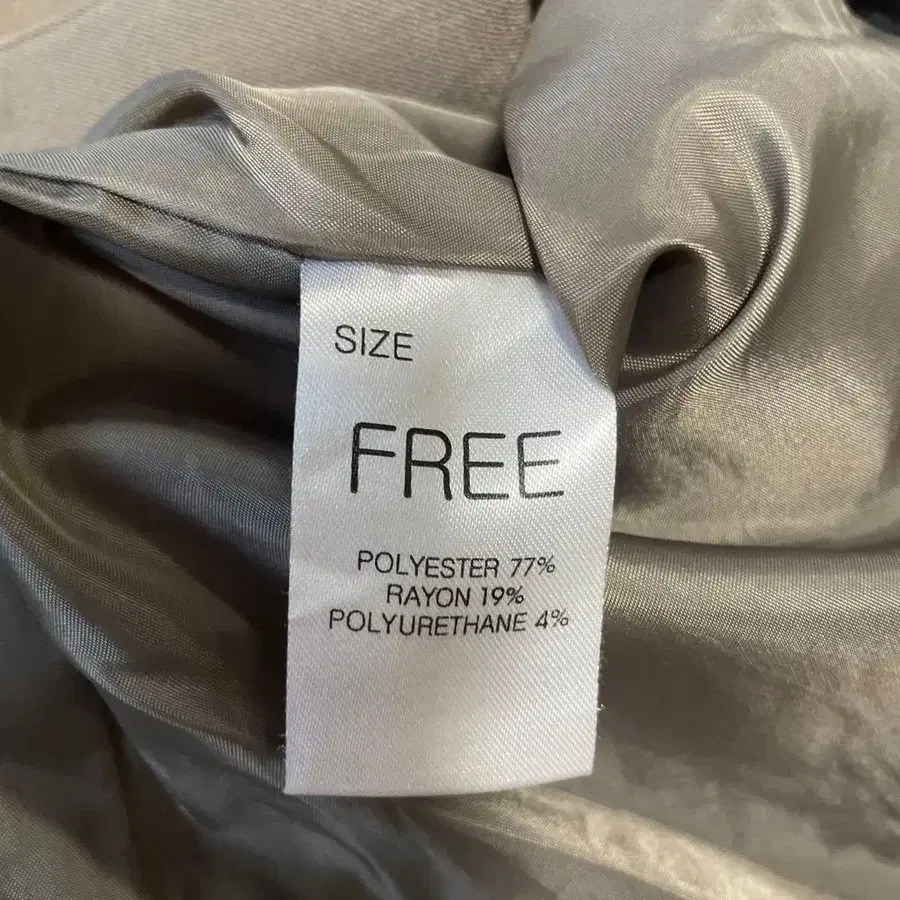 SIZE
FREE
POLYESTER 77%
RAYON 19%
POLYURETHANE 4%